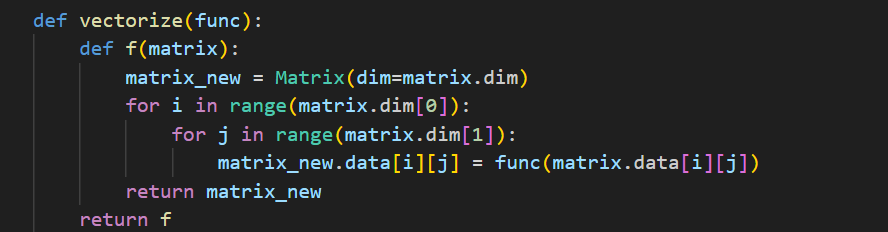 def vectorize(func):
    def f(matrix):
        matrix_new = Matrix(dim=matrix.dim)
        for i in range(matrix.dim[0]):
            for j in range(matrix.dim[1]):
                matrix_new.data[i][j] = func(matrix.data[i][j])
        return matrix_new
    return f